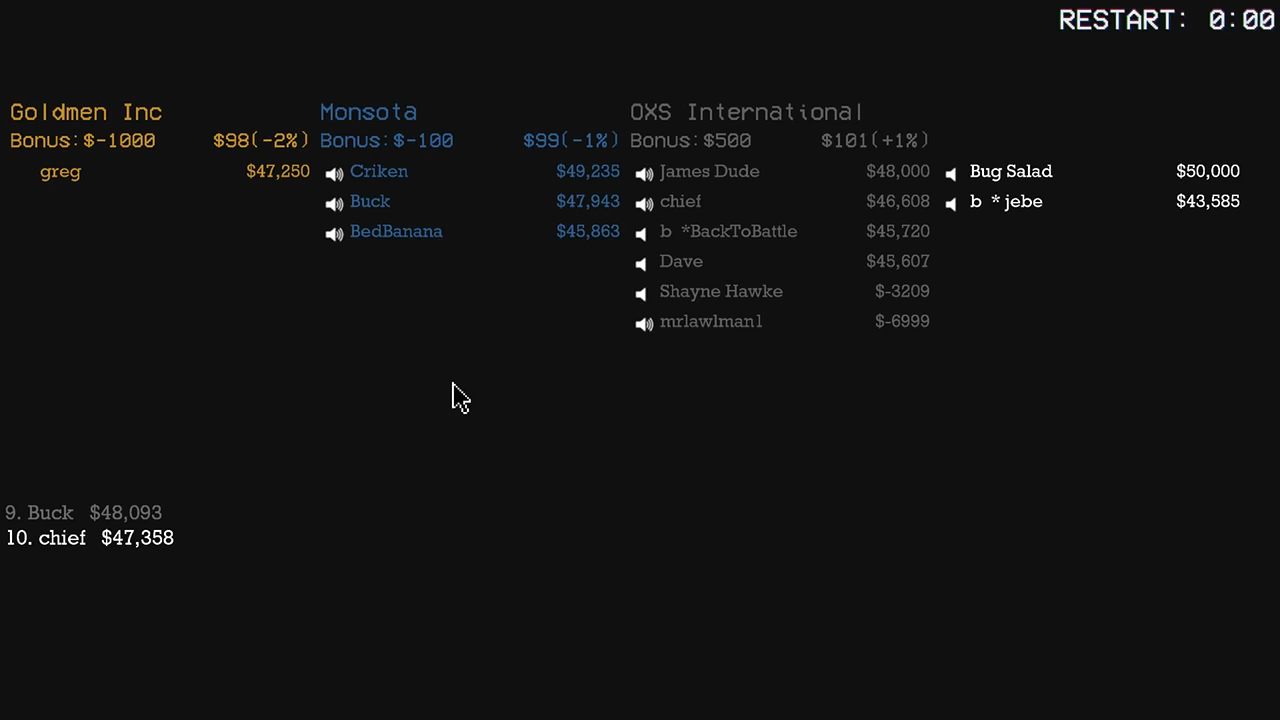 RESTART: 0:00
Goldmen Inc
Bonus:$-1000 $98(-2%)
greg $47,250
Monsota
Bonus:$-100 $99(-1%)
Criken $49,235
Buck $47,943
BedBanana $45,863
OXS International
Bonus:$500 $101(+1%)
James Dude $48,000
chief $46,608
b *BackToBattle $45,720
Dave $45,607
Shayne Hawke $-3209
mrlawlman1 $-6999
Bug Salad $50,000
b * jebe $43,585
9. Buck $48,093
10. chief $47,358